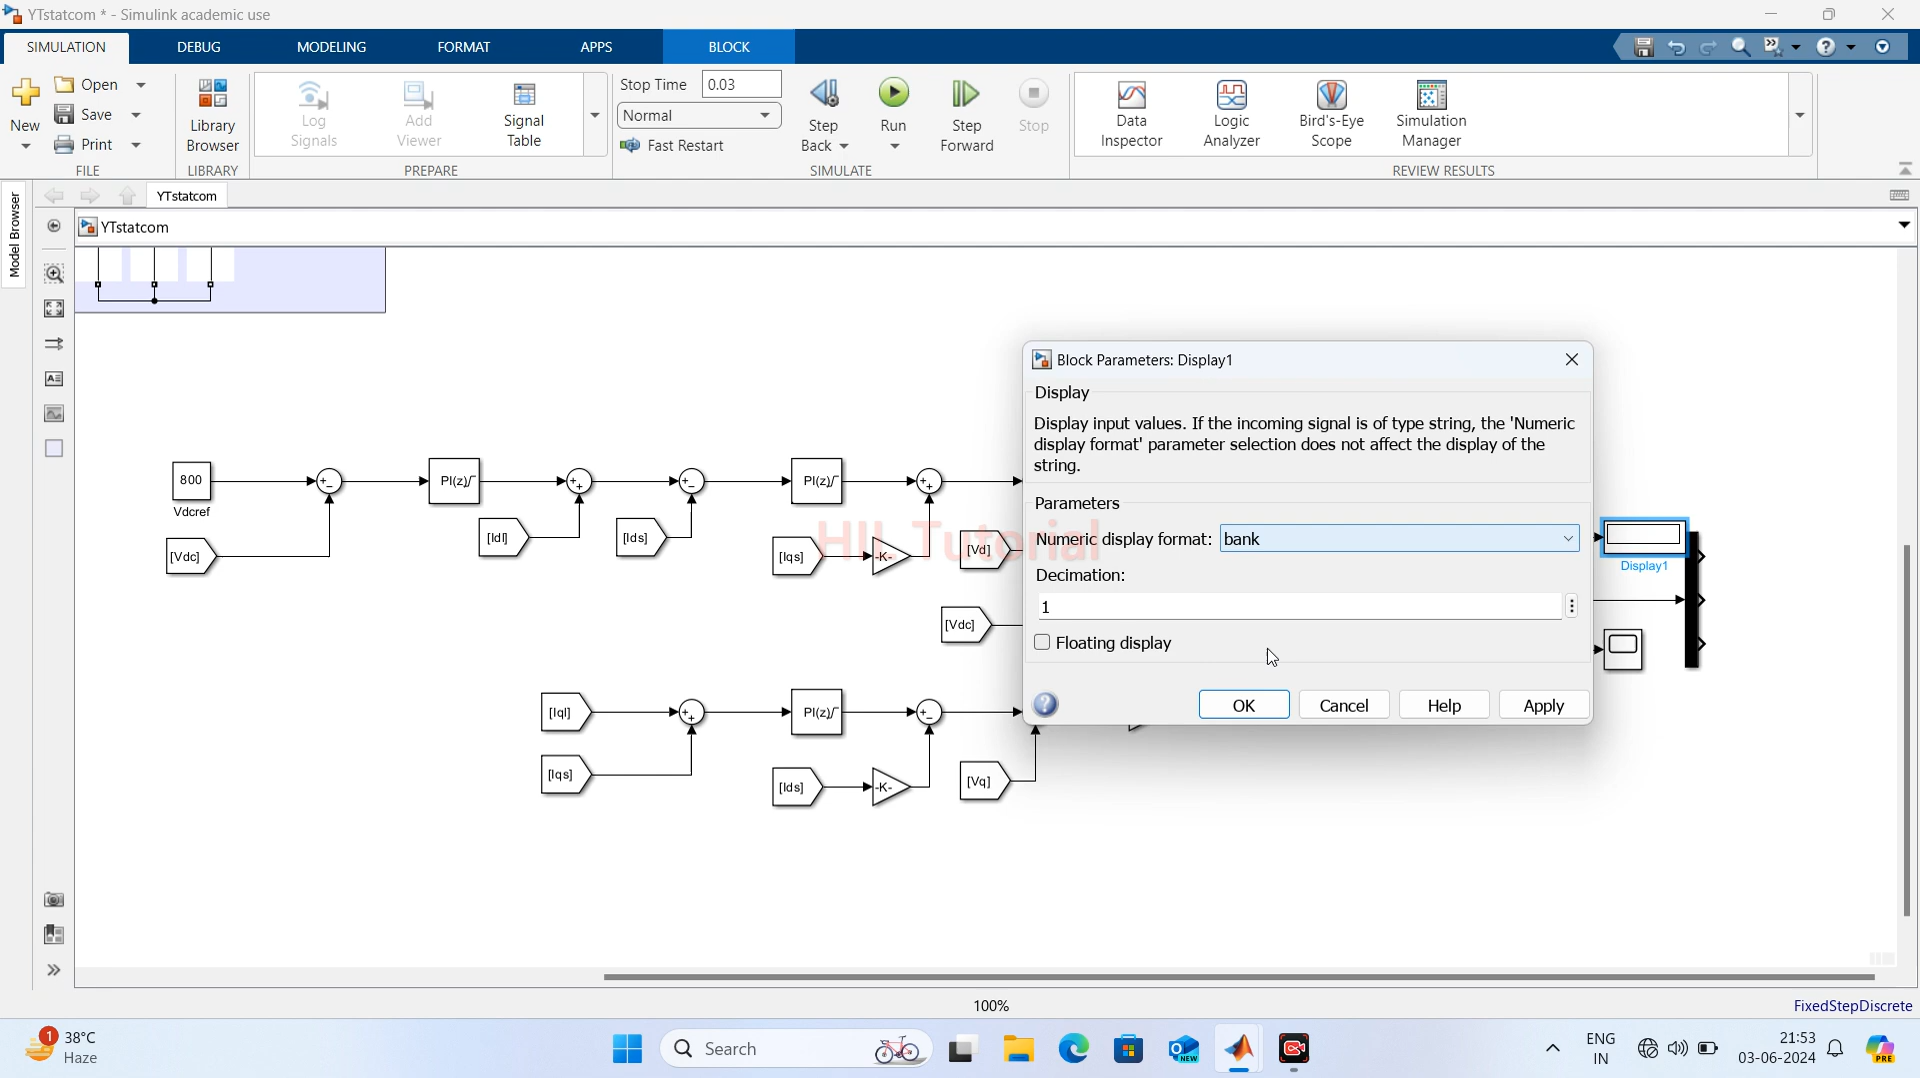 YTstatcom * - Simulink academic use
SIMULATION DEBUG MODELING FORMAT APPS BLOCK
New
Open
Save
Print
FILE
Library Browser
LIBRARY
Log Signals
Add Viewer
Signal Table
PREPARE
Stop Time 0.03
Normal
Fast Restart
Step Back
Run
Step Forward
Stop
SIMULATE
Data Inspector
Logic Analyzer
Bird's-Eye Scope
Simulation Manager
REVIEW RESULTS
Model Browser
YTstatcom
YTstatcom
800
Vdcref
[Vdc]
PI(z)
[Idl]
[Ids]
PI(z)
[Iqs]
-K-
[Vd]
[Vdc]
[Iql]
[Iqs]
PI(z)
[Ids]
-K-
[Vq]
HIL Tutorial
Block Parameters: Display1
Display
Display input values. If the incoming signal is of type string, the 'Numeric
display format' parameter selection does not affect the display of the
string.
Parameters
Numeric display format: bank
Decimation:
1
Floating display
OK Cancel Help Apply
Display1
100%
FixedStepDiscrete
1
38°C
Haze
Search
NEW
ENG
IN
21:53
03-06-2024
PRE